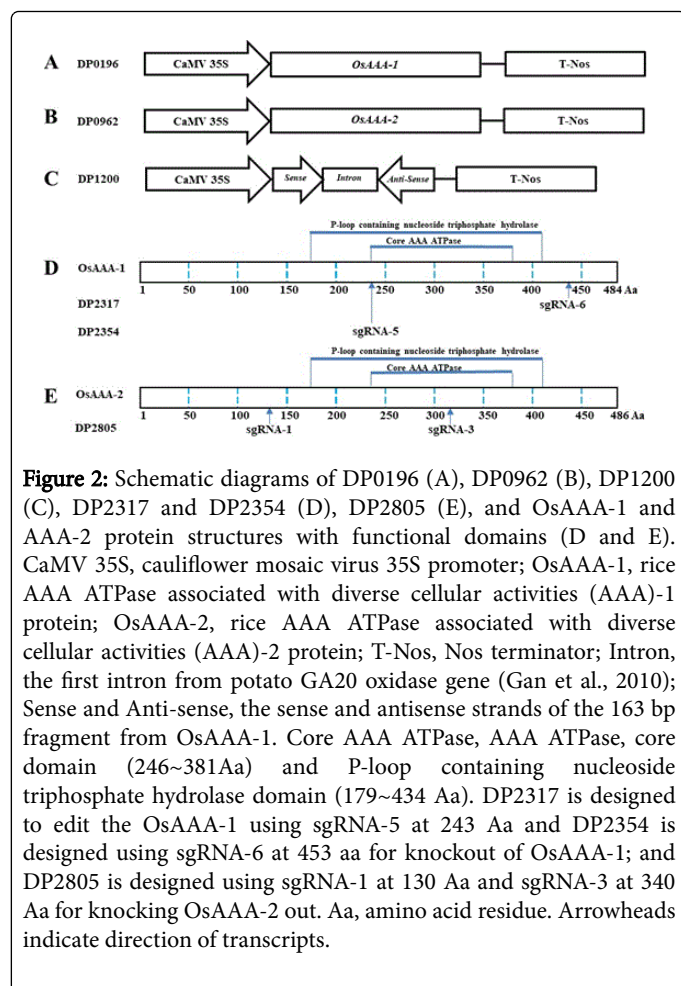 A DP0196 CaMV 35S OsAAA-1 T-Nos
B DP0962 CaMV 35S OsAAA-2 T-Nos
C DP1200 CaMV 35S Sense Intron Anti-Sense T-Nos
P-loop containing nucleoside triphosphate hydrolase
Core AAA ATPase
D OsAAA-1
1 50 100 150 200 250 300 350 400 450 484 Aa
DP2317 sgRNA-6
DP2354 sgRNA-5
P-loop containing nucleoside triphosphate hydrolase
Core AAA ATPase
E OsAAA-2
1 50 100 150 200 250 300 350 400 450 486 Aa
DP2805 sgRNA-1 sgRNA-3
Figure 2: Schematic diagrams of DP0196 (A), DP0962 (B), DP1200
(C), DP2317 and DP2354 (D), DP2805 (E), and OsAAA-1 and
AAA-2 protein structures with functional domains (D and E).
CaMV 35S, cauliflower mosaic virus 35S promoter; OsAAA-1, rice
AAA ATPase associated with diverse cellular activities (AAA)-1
protein; OsAAA-2, rice AAA ATPase associated with diverse
cellular activities (AAA)-2 protein; T-Nos, Nos terminator; Intron,
the first intron from potato GA20 oxidase gene (Gan et al., 2010);
Sense and Anti-sense, the sense and antisense strands of the 163 bp
fragment from OsAAA-1. Core AAA ATPase, AAA ATPase, core
domain (246~381Aa) and P-loop containing nucleoside
triphosphate hydrolase domain (179~434 Aa). DP2317 is designed
to edit the OsAAA-1 using sgRNA-5 at 243 Aa and DP2354 is
designed using sgRNA-6 at 453 aa for knockout of OsAAA-1; and
DP2805 is designed using sgRNA-1 at 130 Aa and sgRNA-3 at 340
Aa for knocking OsAAA-2 out. Aa, amino acid residue. Arrowheads
indicate direction of transcripts.